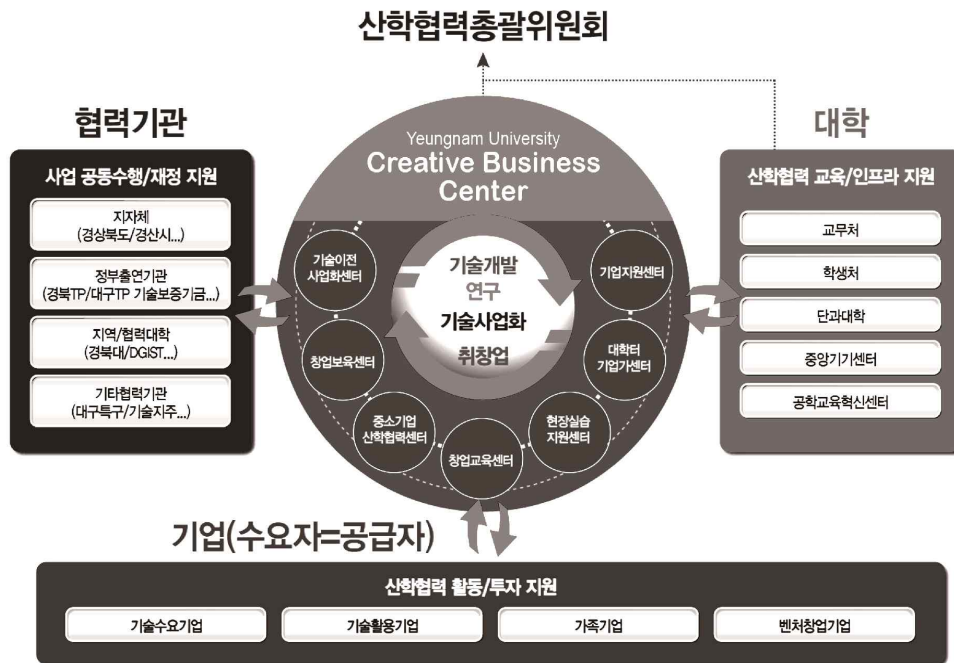 산학협력총괄위원회
협력기관
사업 공동수행/재정 지원
지자체
(경상북도/경산시...)
정부출연기관
(경북TP/대구TP 기술보증기금...)
지역/협력대학
(경북대/DGIST...)
기타협력기관
(대구특구/기술지주...)
Yeungnam University
Creative Business
Center
기술이전
사업화센터
창업보육센터
중소기업
산학협력센터
창업교육센터
현장실습
지원센터
대학터
기업가센터
기업지원센터
기술개발
연구
기술사업화
취창업
대학
산학협력 교육/인프라 지원
교무처
학생처
단과대학
중앙기기센터
공학교육혁신센터
기업(수요자=공급자)
산학협력 활동/투자 지원
기술수요기업
기술활용기업
가족기업
벤처창업기업